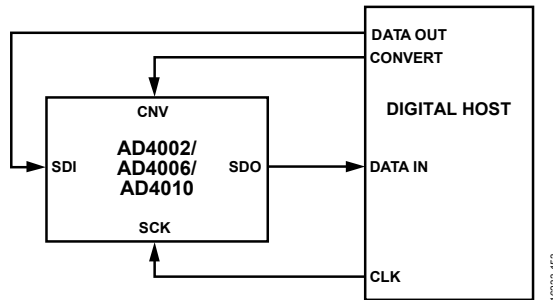 DATA OUT
CONVERT
CNV
DIGITAL HOST
AD4002/
AD4006/
AD4010
SDI
SDO
DATA IN
SCK
CLK